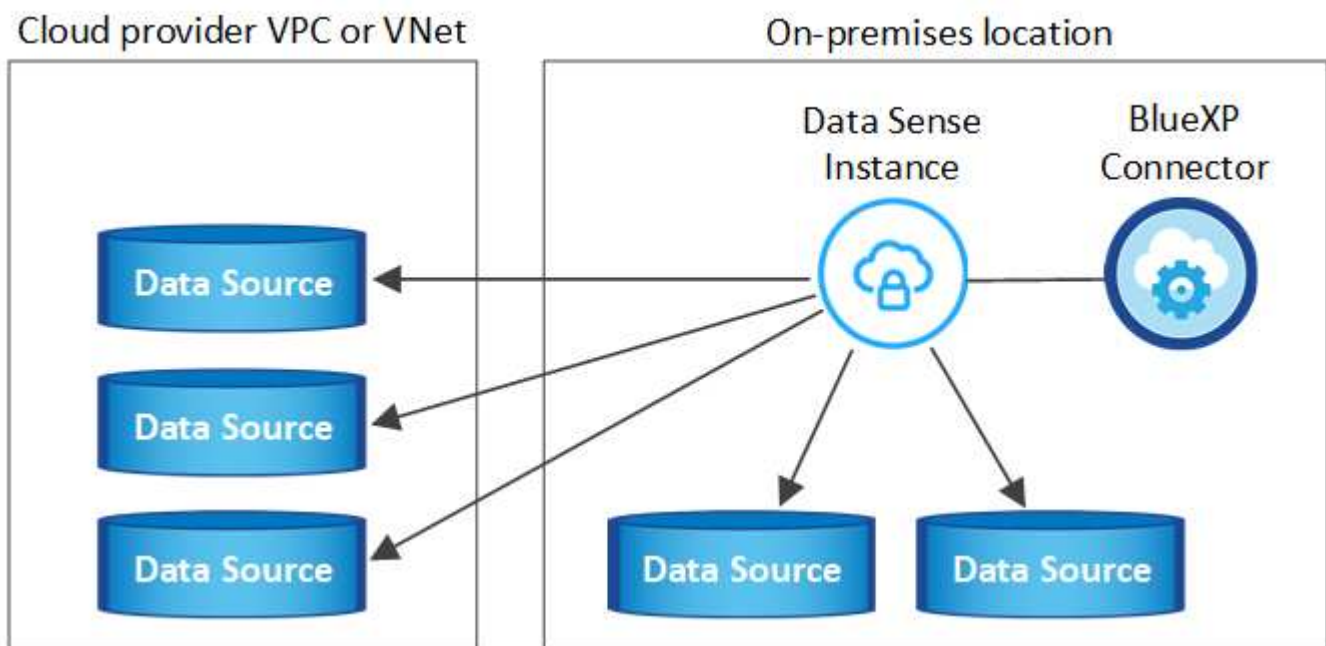 Cloud provider VPC or VNet
On-premises location
Data Sense
Instance
BlueXP
Connector
Data Source
Data Source
Data Source
Data Source
Data Source